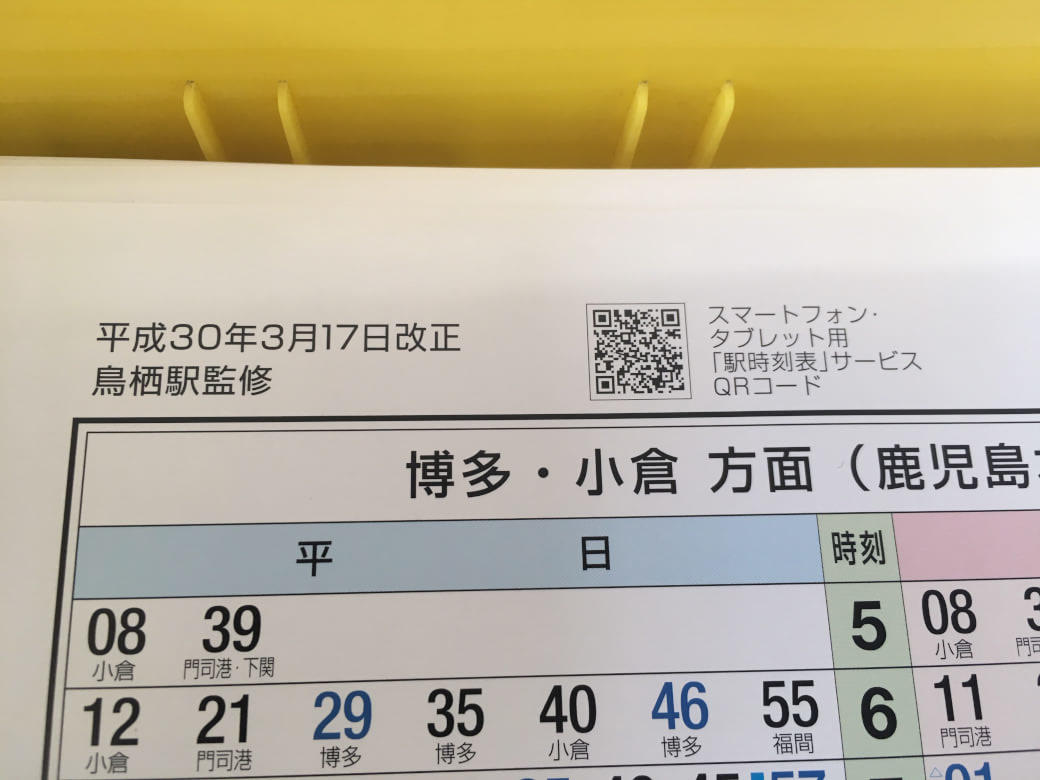 平成30年3月17日改正
鳥栖駅監修
スマートフォン・
タブレット用
「駅時刻表」サービス
QRコード
博多・小倉 方面（鹿児島
平 日 時刻
08 39 5 08
小倉 門司港・下関 小倉
12 21 29 35 40 46 55 6 11
小倉 門司港 博多 博多 小倉 博多 福間 門司港